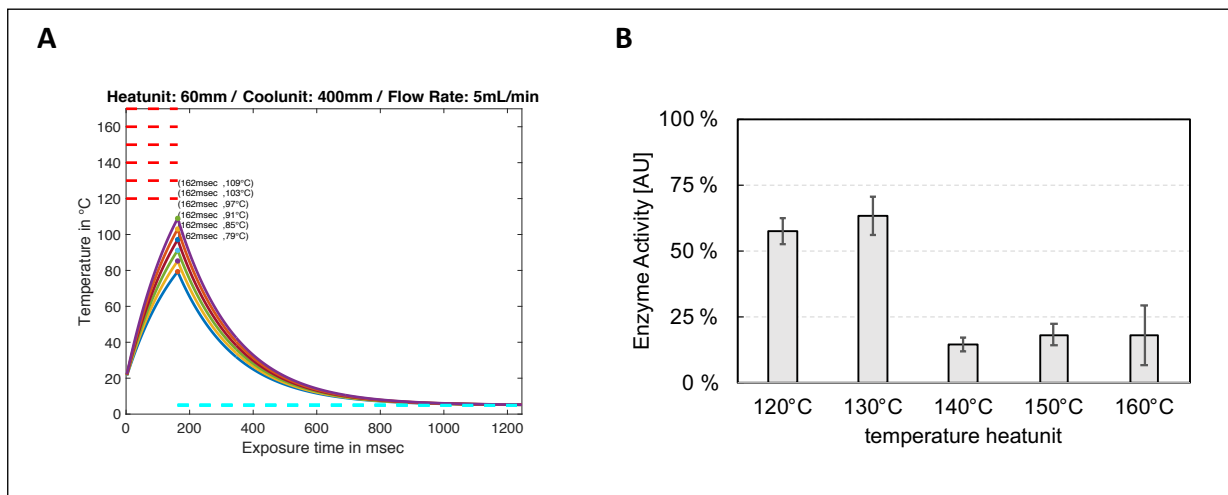 A
Heatunit: 60mm / Coolunit: 400mm / Flow Rate: 5mL/min
160
140
120
100
80
60
40
20
0
Temperature in °C
(162msec ,109°C)
(162msec ,103°C)
(162msec ,97°C)
(162msec ,91°C)
(162msec ,85°C)
(162msec ,79°C)
0 200 400 600 800 1000 1200
Exposure time in msec
B
100 %
75 %
50 %
25 %
0 %
Enzyme Activity [AU]
120°C 130°C 140°C 150°C 160°C
temperature heatunit